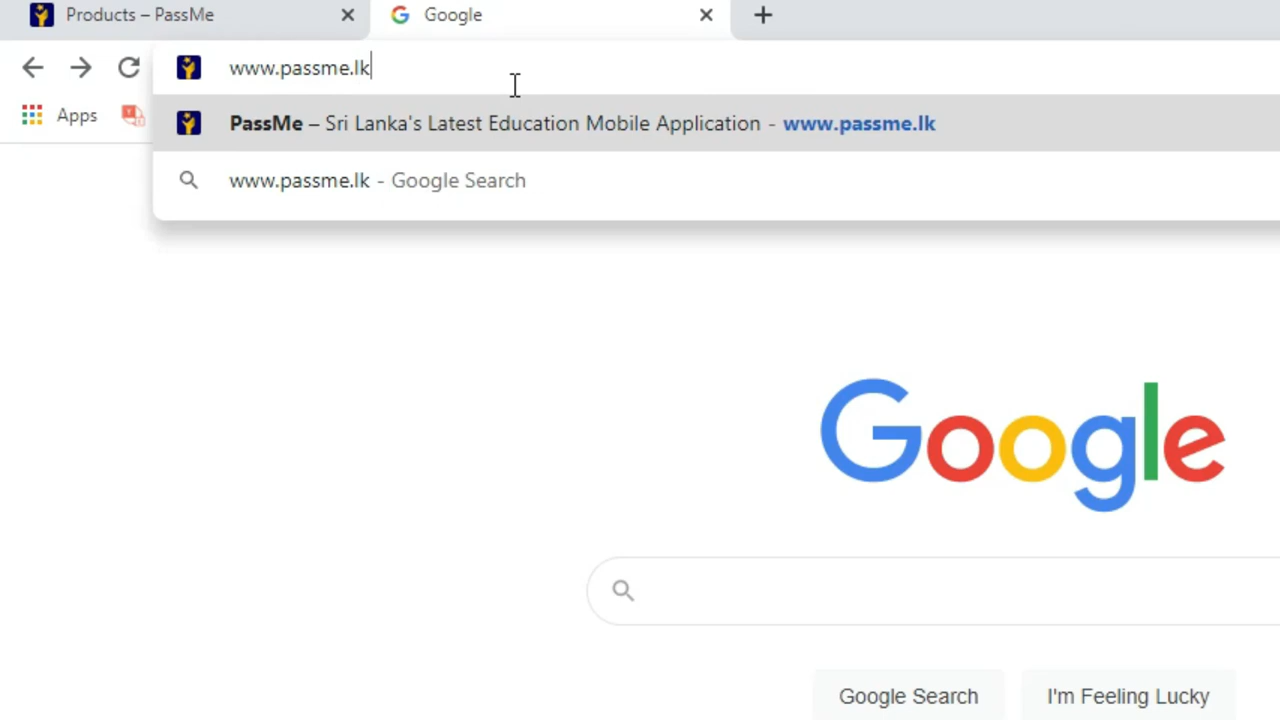 Products – PassMe
Google
www.passme.lk
Apps
PassMe – Sri Lanka's Latest Education Mobile Application - www.passme.lk
www.passme.lk - Google Search
Google
Google Search
I'm Feeling Lucky